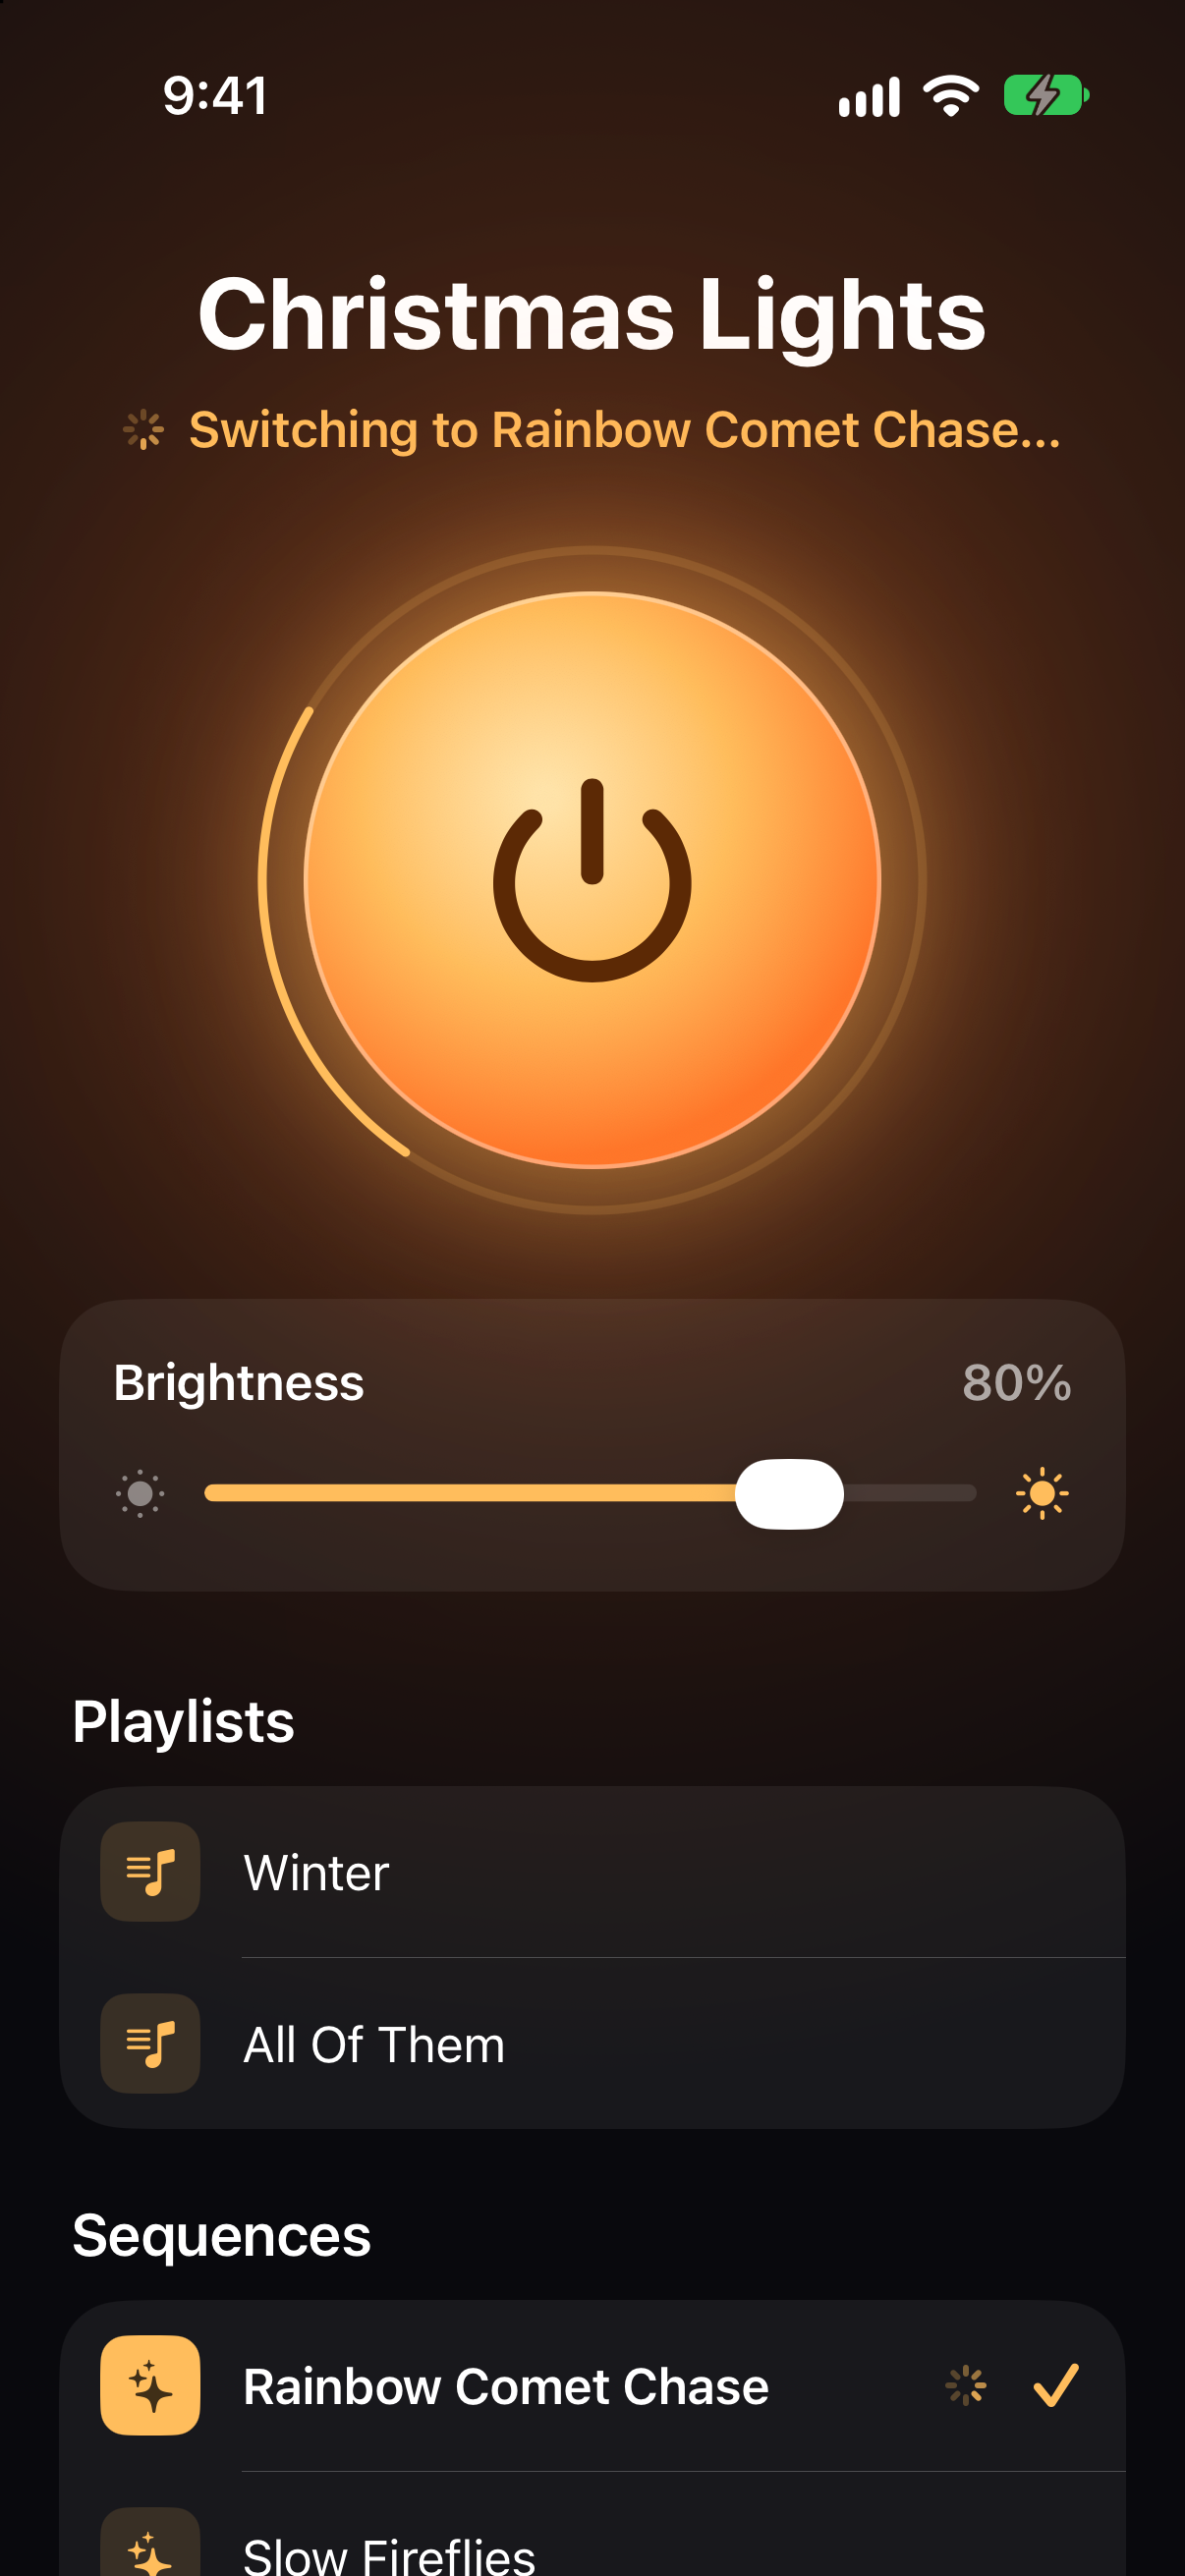 9:41
Christmas Lights
Switching to Rainbow Comet Chase...
Brightness
80%
Playlists
Winter
All Of Them
Sequences
Rainbow Comet Chase
Slow Fireflies